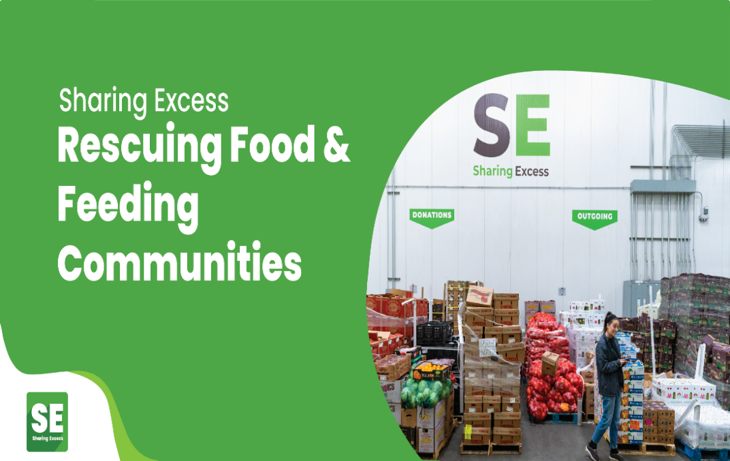 Sharing Excess
Rescuing Food &
Feeding
Communities
SE
Sharing Excess
DONATIONS
OUTGOING
SE
Sharing Excess